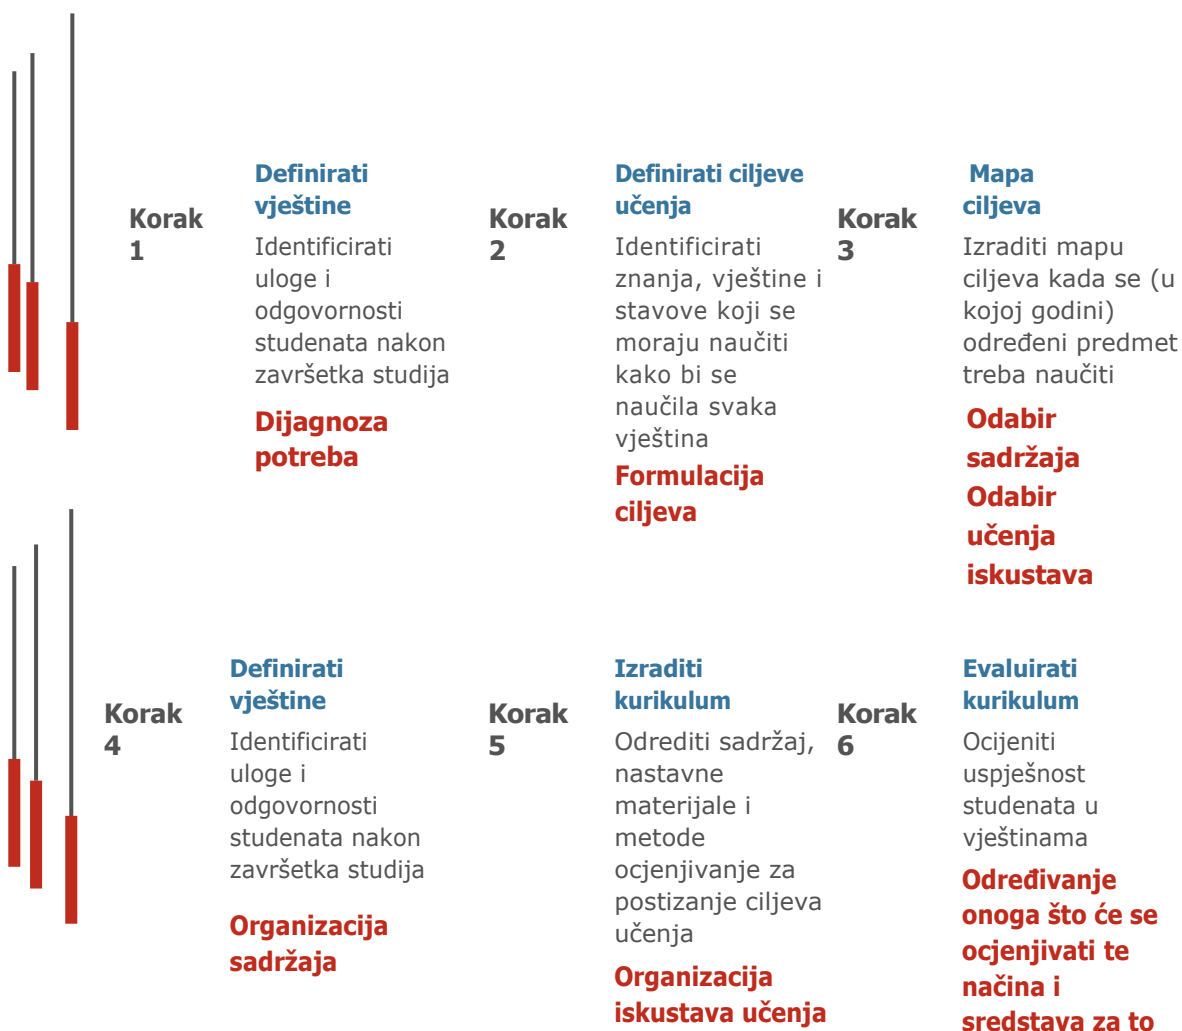 Korak
1
Definirati
vještine
Identificirati
uloge i
odgovornosti
studenata nakon
završetka studija
Dijagnoza
potreba
Korak
2
Definirati ciljeve
učenja
Identificirati
znanja, vještine i
stavove koji se
moraju naučiti
kako bi se
naučila svaka
vještina
Formulacija
ciljeva
Korak
3
Mapa
ciljeva
Izraditi mapu
ciljeva kada se (u
kojoj godini)
određeni predmet
treba naučiti
Odabir
sadržaja
Odabir
učenja
iskustava
Korak
4
Definirati
vještine
Identificirati
uloge i
odgovornosti
studenata nakon
završetka studija
Organizacija
sadržaja
Korak
5
Izraditi
kurikulum
Odrediti sadržaj,
nastavne
materijale i
metode
ocjenjivanje za
postizanje ciljeva
učenja
Organizacija
iskustava učenja
Korak
6
Evaluirati
kurikulum
Ocijeniti
uspješnost
studenata u
vještinama
Određivanje
onoga što će se
ocjenjivati te
načina i
sredstava za to